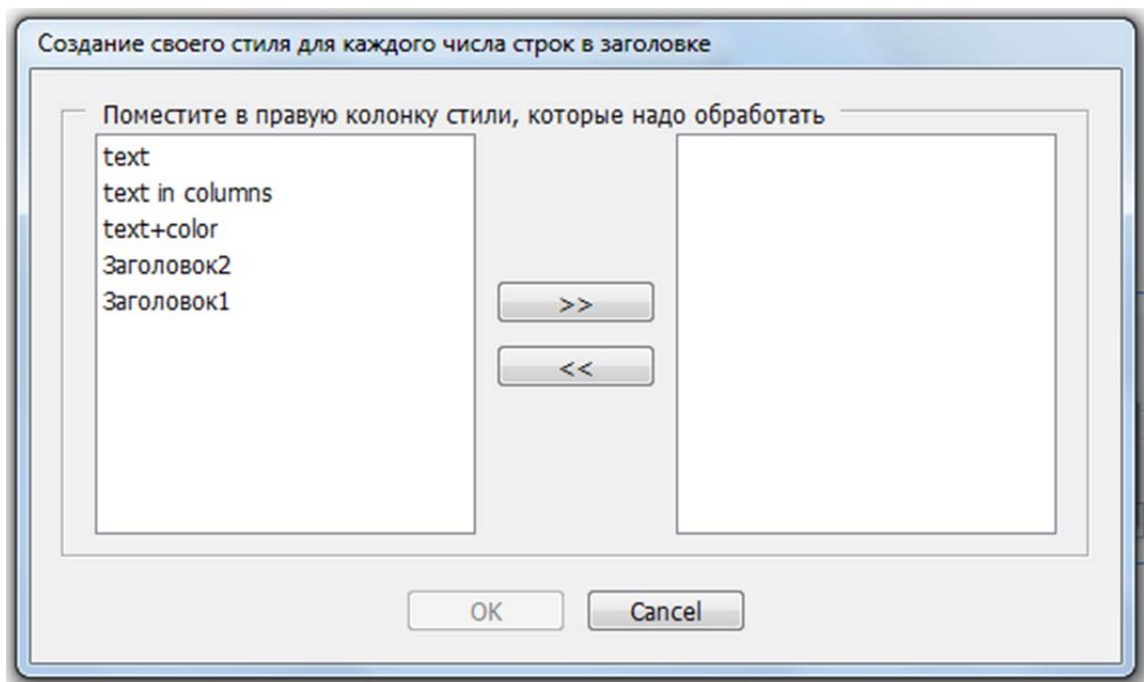 Создание своего стиля для каждого числа строк в заголовке
Поместите в правую колонку стили, которые надо обработать
text
text in columns
text+color
Заголовок2
Заголовок1
>>
<<
OK
Cancel